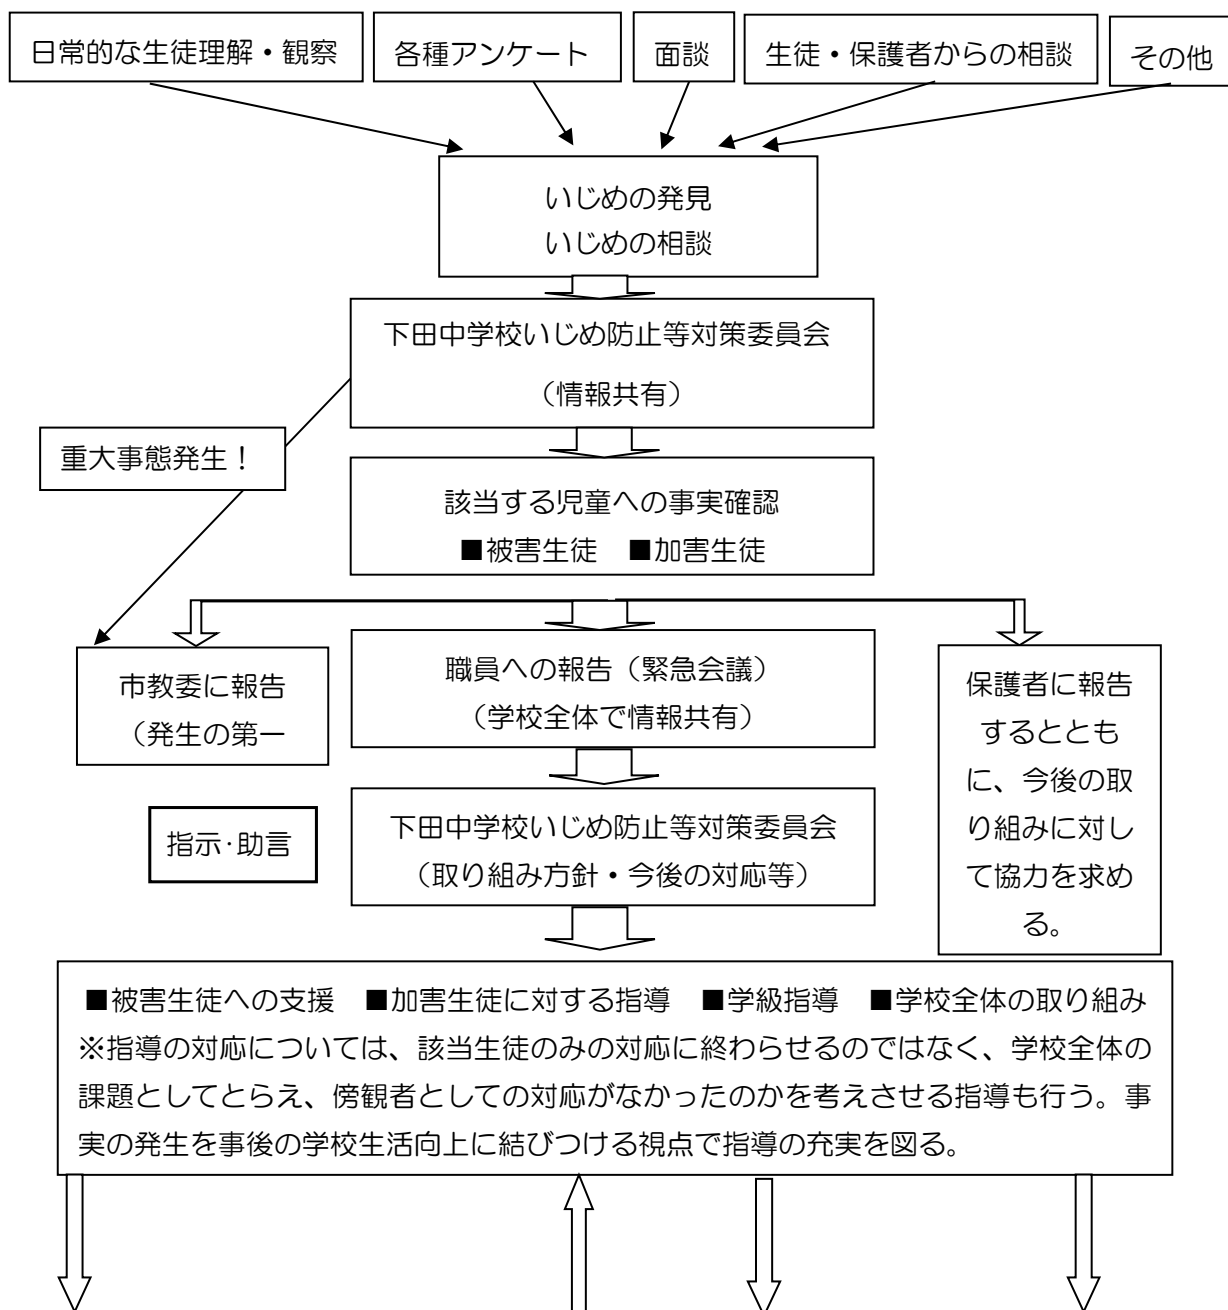 日常的な生徒理解・観察
各種アンケート
面談
生徒・保護者からの相談
その他
いじめの発見
いじめの相談
下田中学校いじめ防止等対策委員会
（情報共有）
重大事態発生！
該当する児童への事実確認
■被害生徒　■加害生徒
市教委に報告
（発生の第一
職員への報告（緊急会議）
（学校全体で情報共有）
保護者に報告
するととも
に、今後の取
り組みに対し
て協力を求め
る。
指示･助言
下田中学校いじめ防止等対策委員会
（取り組み方針・今後の対応等）
■被害生徒への支援　■加害生徒に対する指導　■学級指導　■学校全体の取り組み
※指導の対応については、該当生徒のみの対応に終わらせるのではなく、学校全体の
課題としてとらえ、傍観者としての対応がなかったのかを考えさせる指導も行う。事
実の発生を事後の学校生活向上に結びつける視点で指導の充実を図る。